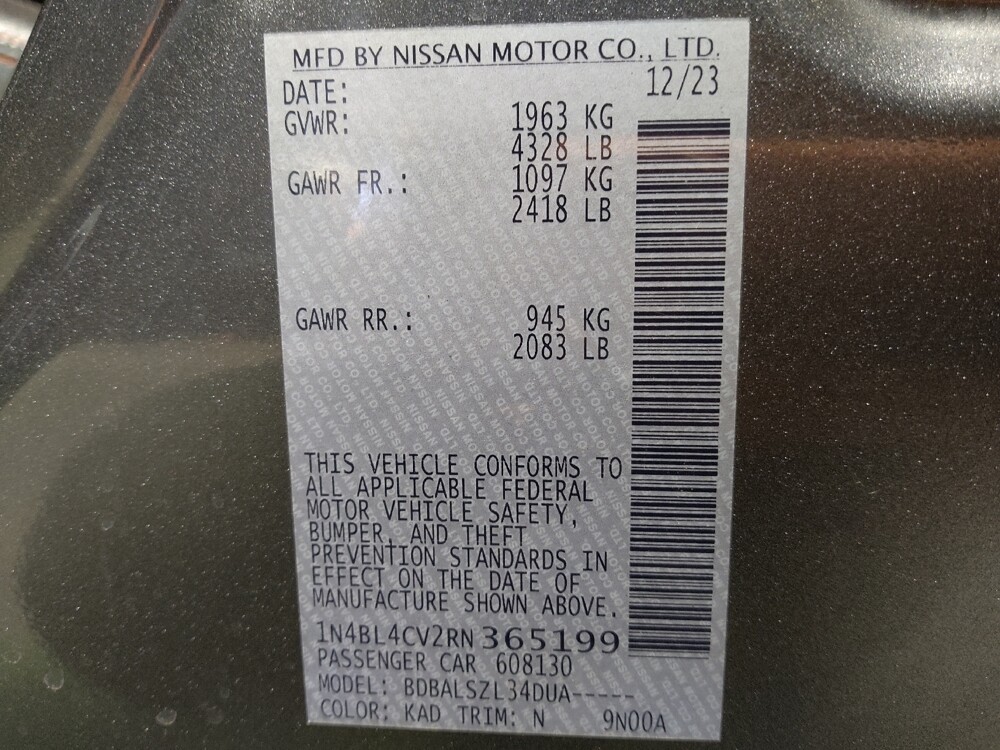 MFD BY NISSAN MOTOR CO., LTD.
DATE: 12/23
GVWR: 1963 KG
4328 LB
GAWR FR.: 1097 KG
2418 LB
GAWR RR.: 945 KG
2083 LB
THIS VEHICLE CONFORMS TO
ALL APPLICABLE FEDERAL
MOTOR VEHICLE SAFETY,
BUMPER, AND THEFT
PREVENTION STANDARDS IN
EFFECT ON THE DATE OF
MANUFACTURE SHOWN ABOVE.
1N4BL4CV2RN 365199
PASSENGER CAR 608130
MODEL: BDBALSZL34DUA-----
COLOR: KAD TRIM: N 9N00A